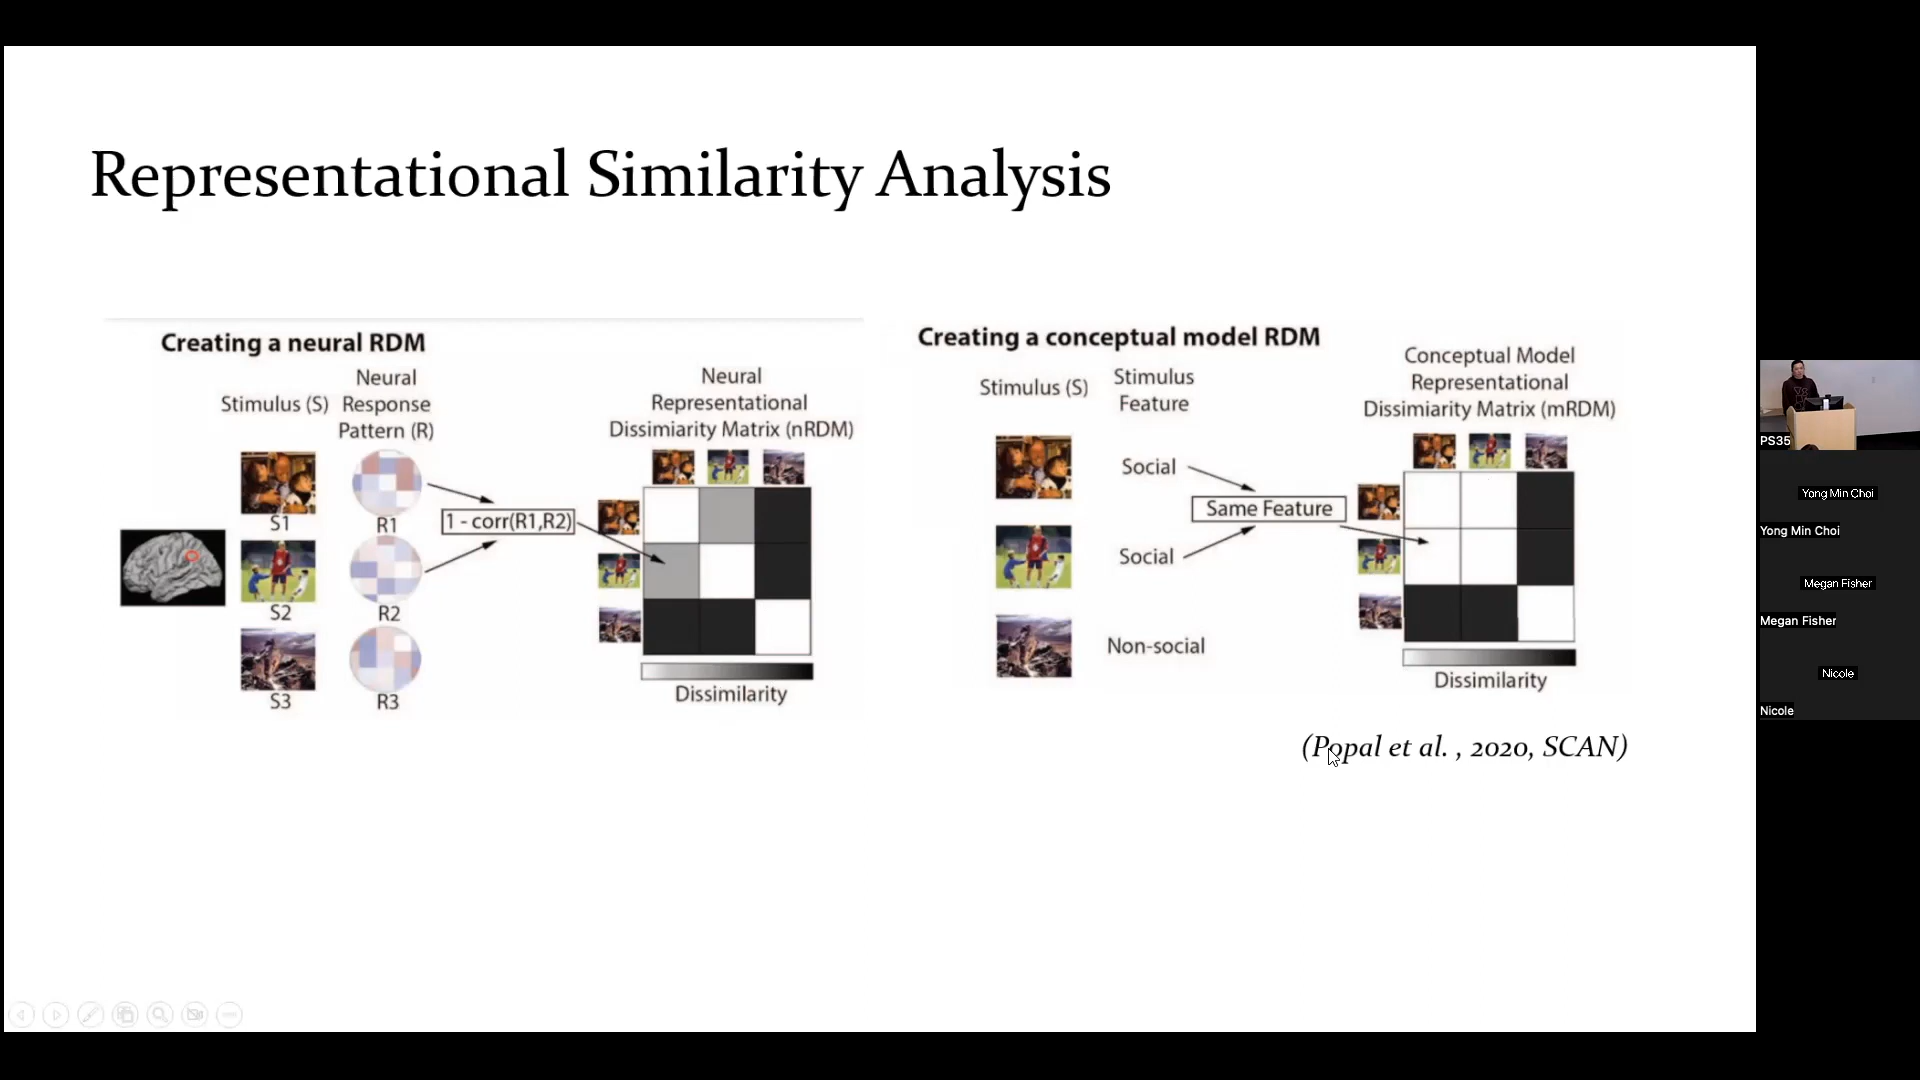 Representational Similarity Analysis
Creating a neural RDM
Stimulus (S)
Neural
Response
Pattern (R)
Neural
Representational
Dissimiarity Matrix (nRDM)
S1
R1
1 - corr(R1,R2)
S2
R2
S3
R3
Dissimilarity
Creating a conceptual model RDM
Stimulus (S)
Stimulus
Feature
Conceptual Model
Representational
Dissimiarity Matrix (mRDM)
Social
Same Feature
Social
Non-social
Dissimilarity
(Popal et al. , 2020, SCAN)
PS35
Yong Min Choi
Yong Min Choi
Megan Fisher
Megan Fisher
Nicole
Nicole